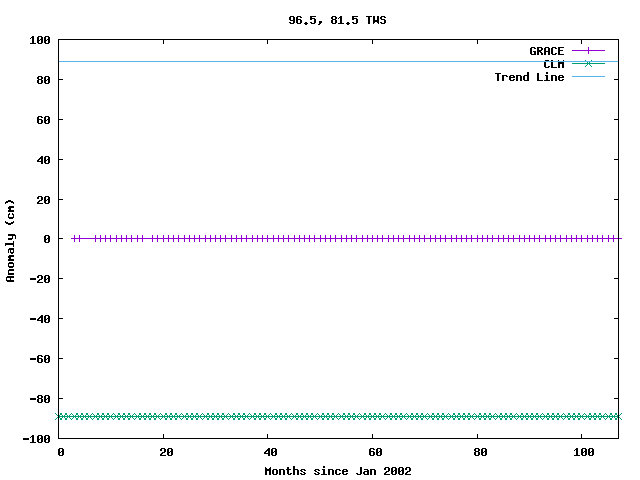 96.5, 81.5 TWS
GRACE
CLM
Trend Line
100
80
60
40
20
0
-20
-40
-60
-80
-100
Anomaly (cm)
0 20 40 60 80 100
Months since Jan 2002